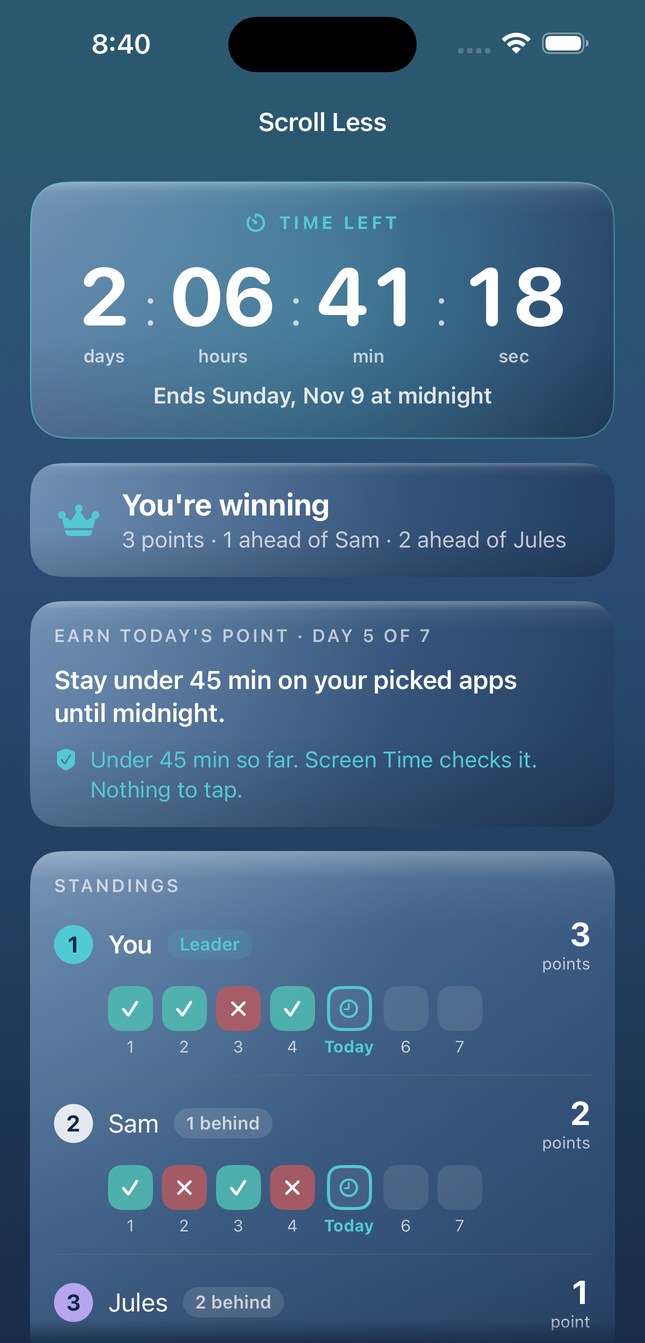 8:40
Scroll Less
TIME LEFT
2 : 06 : 41 : 18
days hours min sec
Ends Sunday, Nov 9 at midnight
You're winning
3 points · 1 ahead of Sam · 2 ahead of Jules
EARN TODAY'S POINT · DAY 5 OF 7
Stay under 45 min on your picked apps
until midnight.
Under 45 min so far. Screen Time checks it.
Nothing to tap.
STANDINGS
1 You Leader 3
points
1 2 3 4 Today 6 7
2 Sam 1 behind 2
points
1 2 3 4 Today 6 7
3 Jules 2 behind 1
point